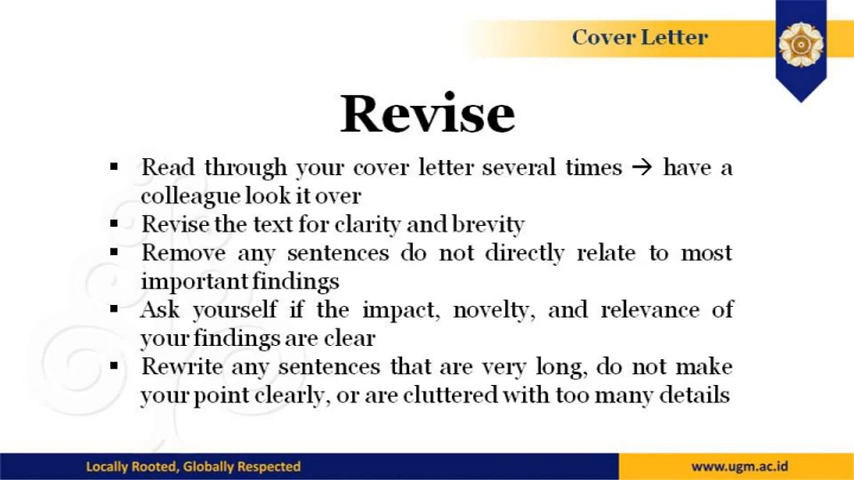 Cover Letter
Revise
▪ Read through your cover letter several times → have a
colleague look it over
▪ Revise the text for clarity and brevity
▪ Remove any sentences do not directly relate to most
important findings
▪ Ask yourself if the impact, novelty, and relevance of
your findings are clear
▪ Rewrite any sentences that are very long, do not make
your point clearly, or are cluttered with too many details
Locally Rooted, Globally Respected
www.ugm.ac.id